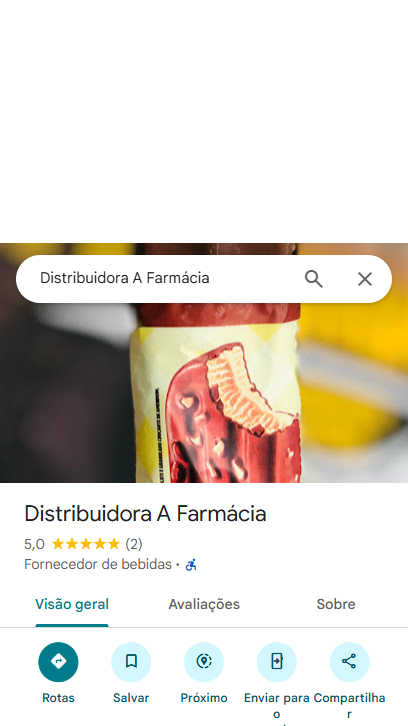 Distribuidora A Farmácia
Distribuidora A Farmácia
5,0 (2)
Fornecedor de bebidas ·
Visão geral
Avaliações
Sobre
Rotas
Salvar
Próximo
Enviar para o
Compartilhar